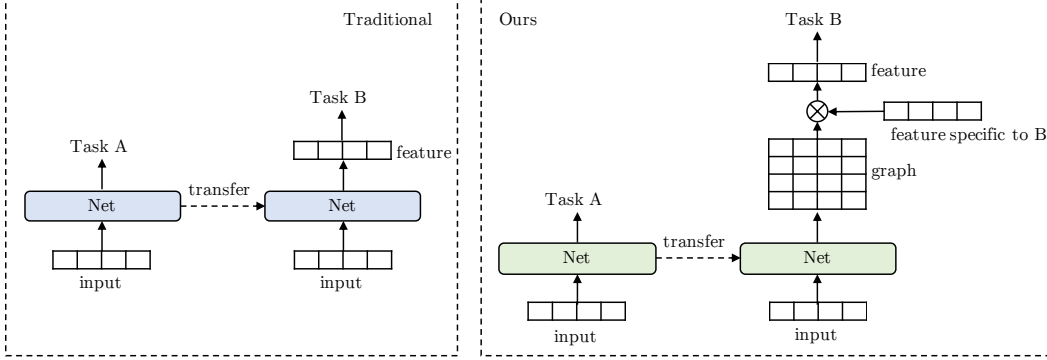 Traditional
Task B
feature
Task A
Net
transfer
Net
input
input
Ours
Task B
feature
feature specific to B
graph
Task A
Net
transfer
Net
input
input